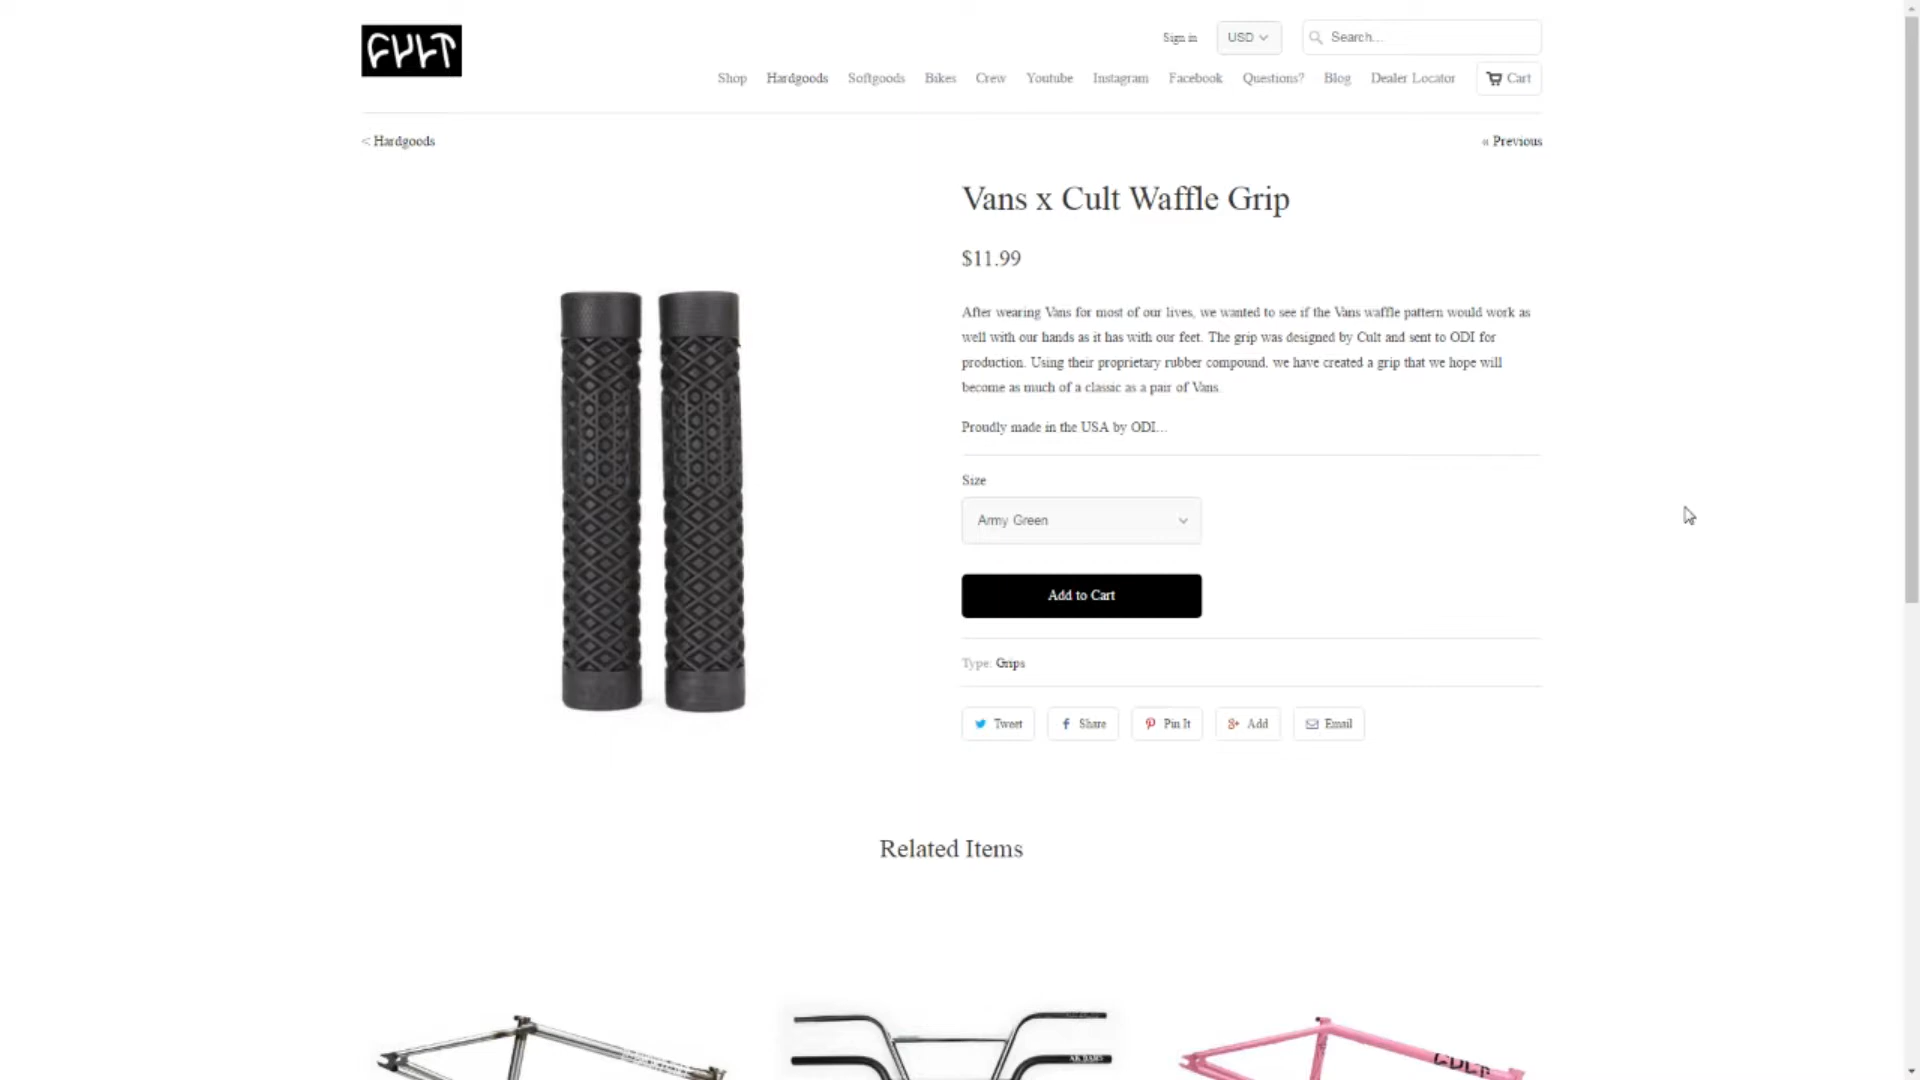 CULT
Sign in
USD
Search...
Shop
Hardgoods
Softgoods
Bikes
Crew
Youtube
Instagram
Facebook
Questions?
Blog
Dealer Locator
Cart
< Hardgoods
« Previous
Vans x Cult Waffle Grip
$11.99
After wearing Vans for most of our lives, we wanted to see if the Vans waffle pattern would work as
well with our hands as it has with our feet. The grip was designed by Cult and sent to ODI for
production. Using their proprietary rubber compound, we have created a grip that we hope will
become as much of a classic as a pair of Vans.
Proudly made in the USA by ODI...
Size
Army Green
Add to Cart
Type: Grips
Tweet
Share
Pin It
Add
Email
Related Items
AK BARS
CULT